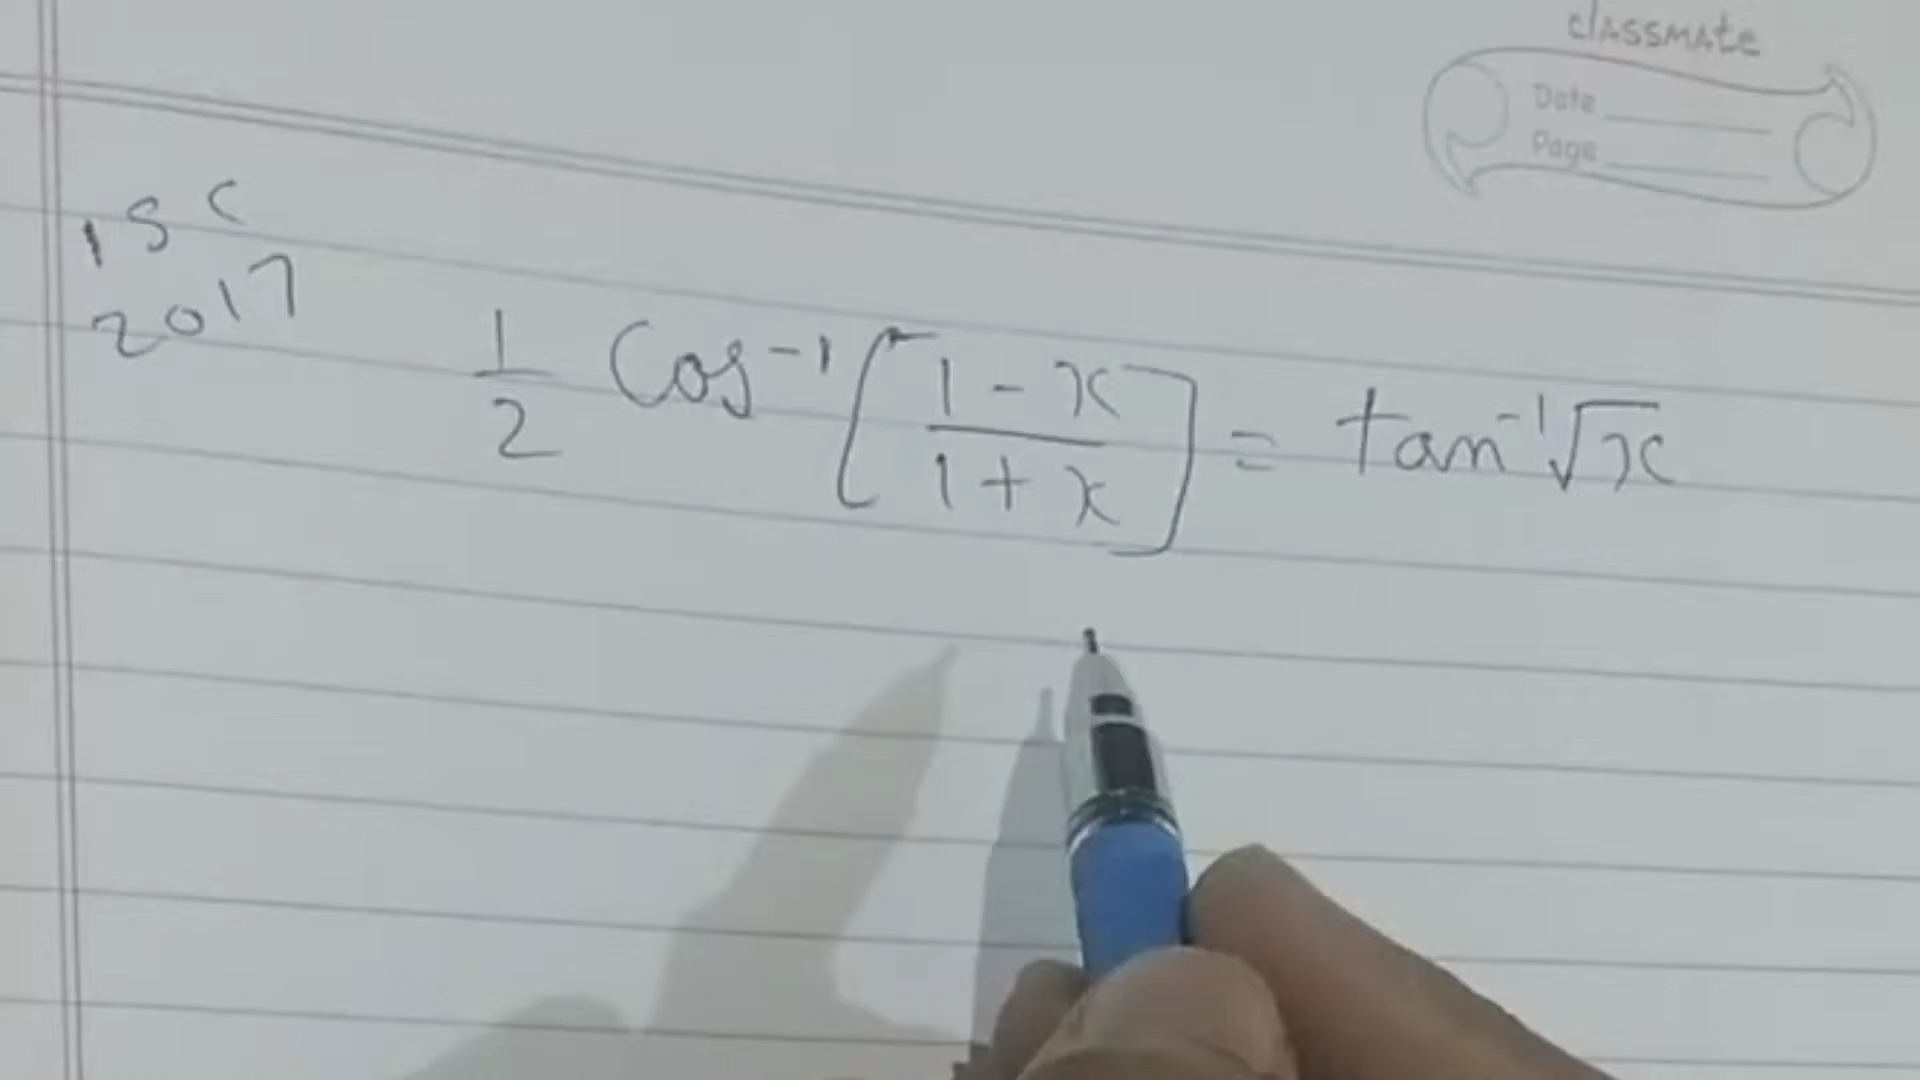 classmate
Date
Page
ISC
2017
1/2 Cos⁻¹[(1-x)/(1+x)] = tan⁻¹√x